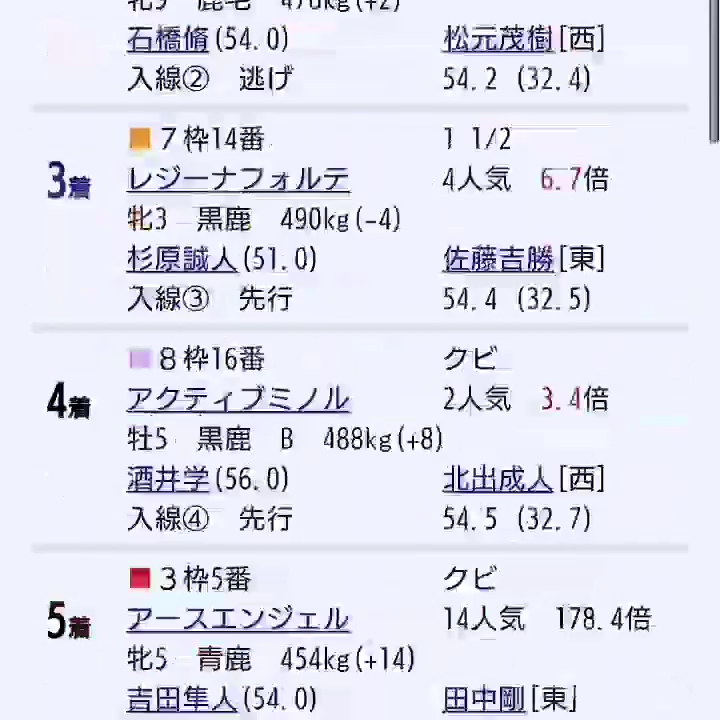 石橋脩(54.0) 松元茂樹[西]
入線② 逃げ 54.2 (32.4)
7枠14番 1 1/2
3着 レジーナフォルテ 4人気 6.7倍
牝3 黒鹿 490kg(-4)
杉原誠人(51.0) 佐藤吉勝[東]
入線③ 先行 54.4 (32.5)
8枠16番 クビ
4着 アクティブミノル 2人気 3.4倍
牡5 黒鹿 B 488kg(+8)
酒井学(56.0) 北出成人[西]
入線④ 先行 54.5 (32.7)
3枠5番 クビ
5着 アースエンジェル 14人気 178.4倍
牝5 青鹿 454kg(+14)
吉田隼人(54.0) 田中剛[東]